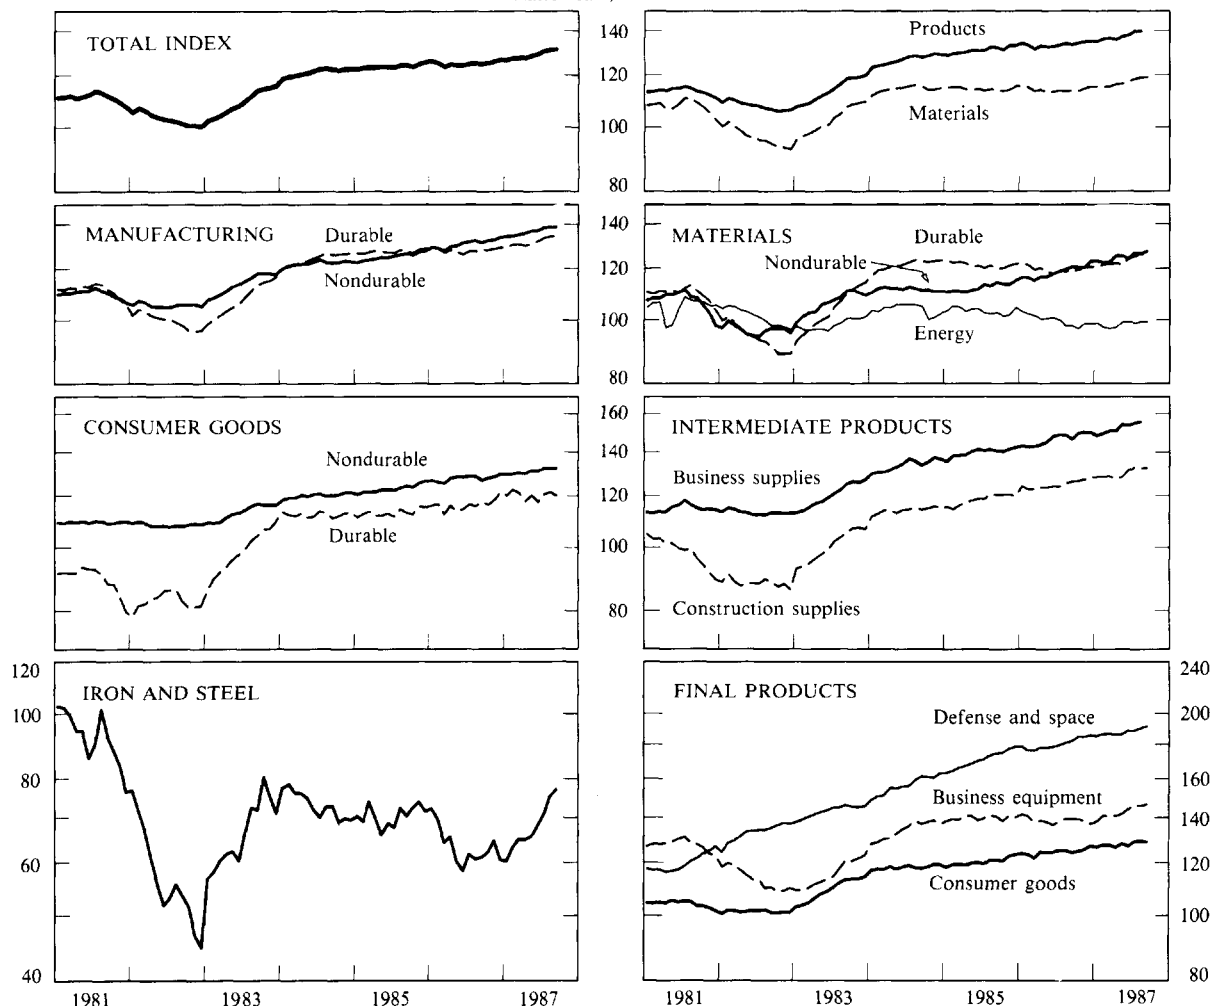 TOTAL INDEX
140
120
100
80
Products
Materials
MANUFACTURING
Durable
Nondurable
140
120
100
80
MATERIALS
Durable
Nondurable
Energy
CONSUMER GOODS
Nondurable
Durable
160
140
120
100
80
INTERMEDIATE PRODUCTS
Business supplies
Construction supplies
120
100
80
60
40
IRON AND STEEL
1981
1983
1985
1987
FINAL PRODUCTS
Defense and space
Business equipment
Consumer goods
240
200
160
140
120
100
80
1981
1983
1985
1987